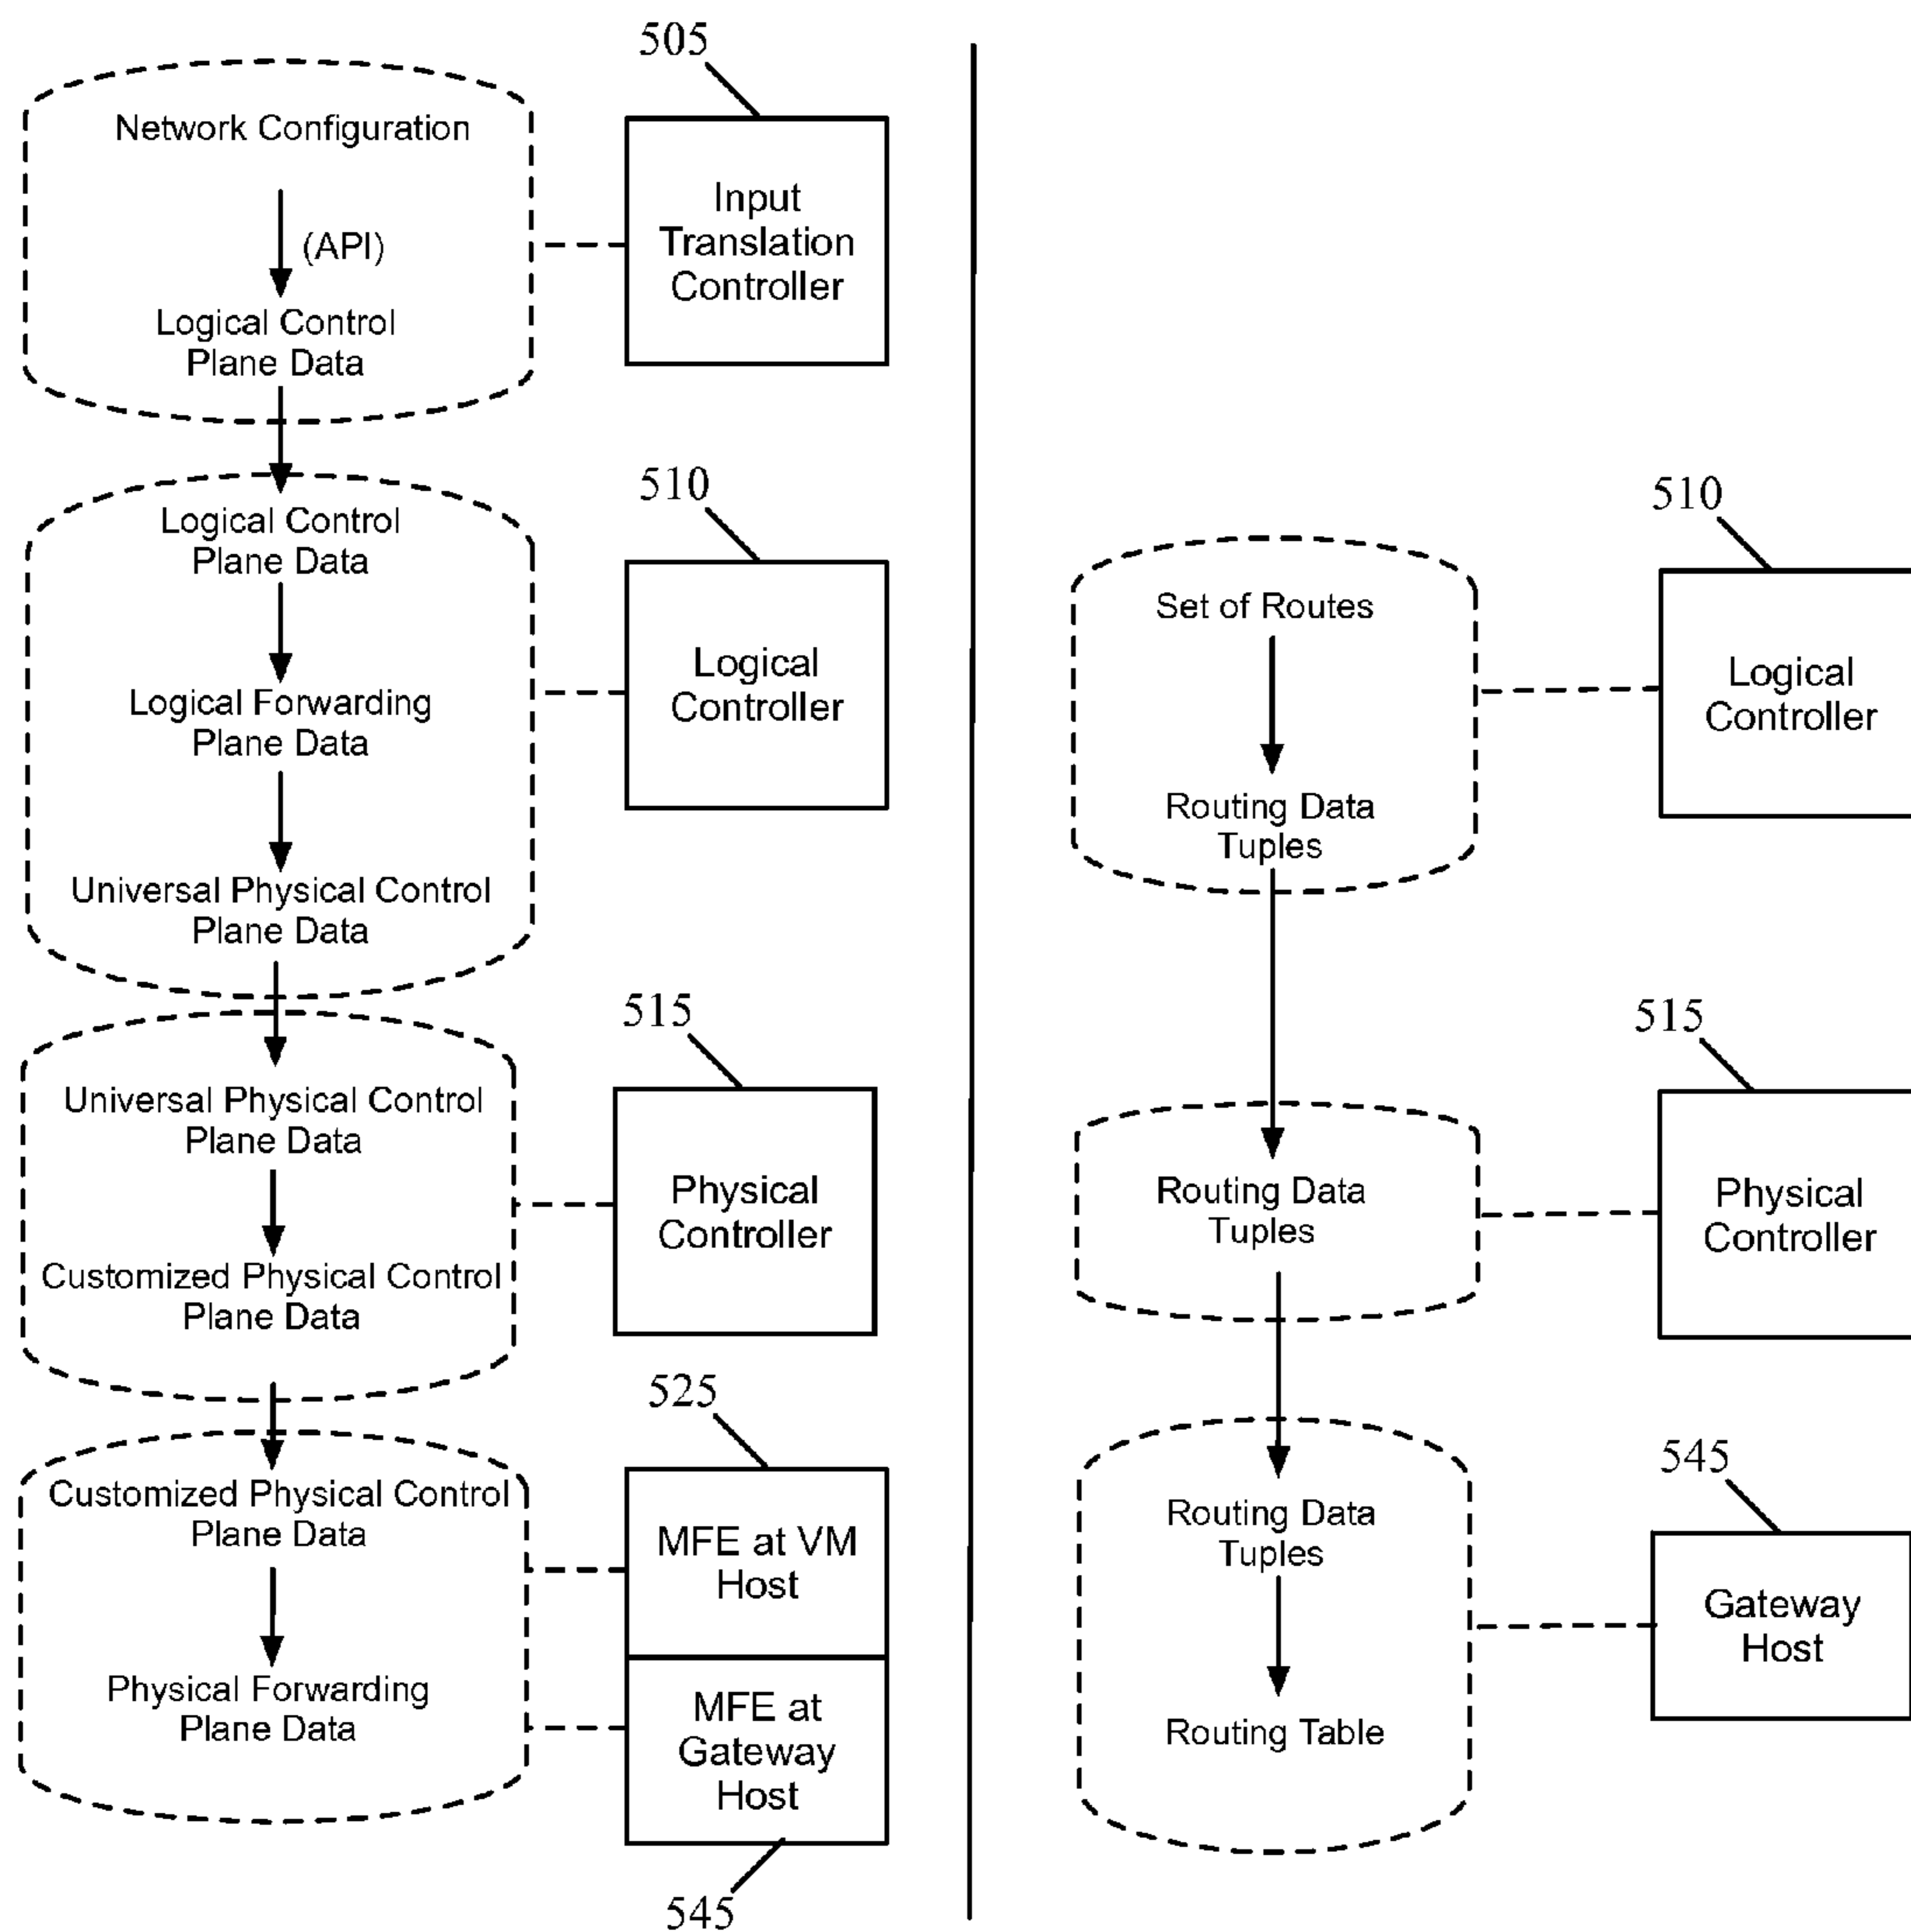 505
Network Configuration
(API)
Logical Control
Plane Data
Input
Translation
Controller
510
Logical Control
Plane Data
Logical Forwarding
Plane Data
Universal Physical Control
Plane Data
Logical
Controller
515
Universal Physical Control
Plane Data
Customized Physical Control
Plane Data
Physical
Controller
525
Customized Physical Control
Plane Data
Physical Forwarding
Plane Data
MFE at VM
Host
MFE at
Gateway
Host
545
510
Set of Routes
Routing Data
Tuples
Logical
Controller
515
Routing Data
Tuples
Physical
Controller
545
Routing Data
Tuples
Routing Table
Gateway
Host